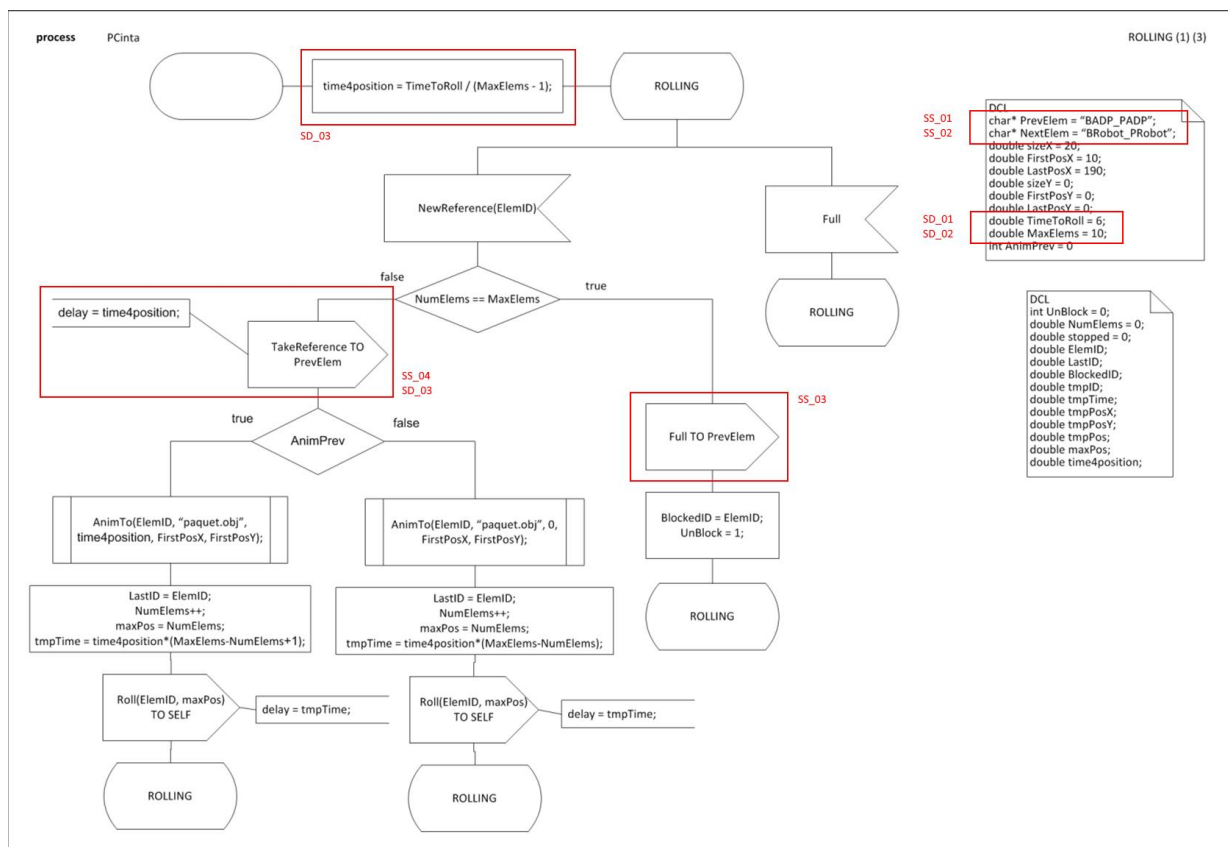 process PCinta
ROLLING (1) (3)
time4position = TimeToRoll / (MaxElems - 1);
ROLLING
SD_03
DCL
SS_01
char* PrevElem = “BADP_PADP”;
SS_02
char* NextElem = “BRobot_PRobot”;
double sizeX = 20;
double FirstPosX = 10;
double LastPosX = 190;
double sizeY = 0;
double FirstPosY = 0;
double LastPosY = 0;
SD_01
double TimeToRoll = 6;
SD_02
double MaxElems = 10;
int AnimPrev = 0
NewReference(ElemID)
Full
false
NumElems == MaxElems
true
ROLLING
delay = time4position;
TakeReference TO
PrevElem
SS_04
SD_03
DCL
int UnBlock = 0;
double NumElems = 0;
double stopped = 0;
double ElemID;
double LastID;
double BlockedID;
double tmpID;
double tmpTime;
double tmpPosX;
double tmpPosY;
double tmpPos;
double maxPos;
double time4position;
SS_03
Full TO PrevElem
true
AnimPrev
false
AnimTo(ElemID, “paquet.obj”,
time4position, FirstPosX, FirstPosY);
AnimTo(ElemID, “paquet.obj”, 0,
FirstPosX, FirstPosY);
BlockedID = ElemID;
UnBlock = 1;
LastID = ElemID;
NumElems++;
maxPos = NumElems;
tmpTime = time4position*(MaxElems-NumElems+1);
LastID = ElemID;
NumElems++;
maxPos = NumElems;
tmpTime = time4position*(MaxElems-NumElems);
ROLLING
Roll(ElemID, maxPos)
TO SELF
delay = tmpTime;
Roll(ElemID, maxPos)
TO SELF
delay = tmpTime;
ROLLING
ROLLING